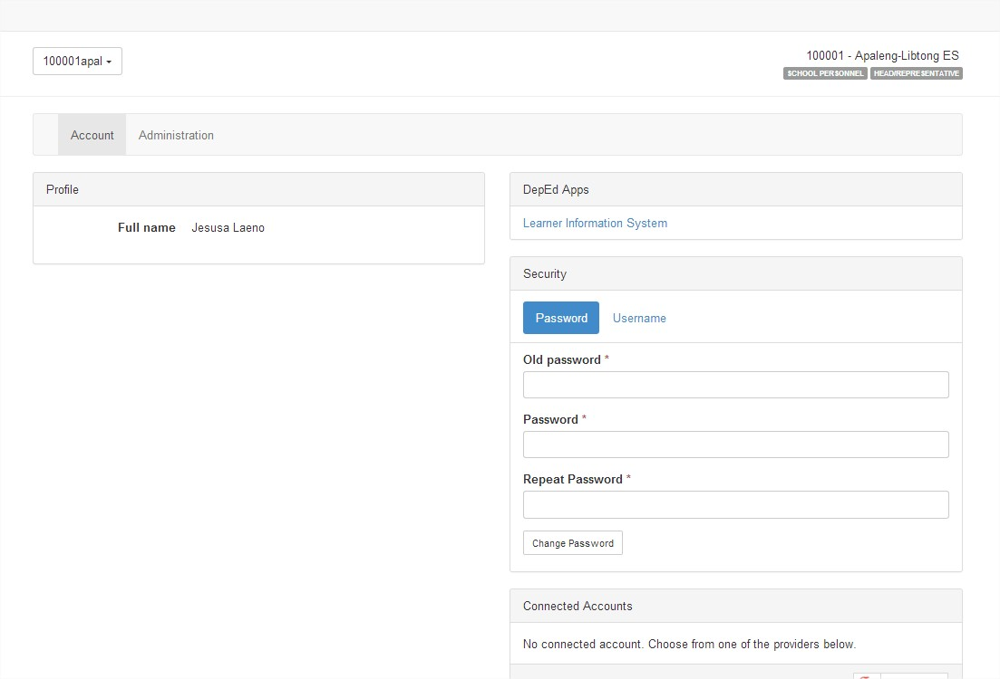 100001apal
100001 - Apaleng-Libtong ES
SCHOOL PERSONNEL HEAD/REPRESENTATIVE
Account Administration
Profile
Full name Jesusa Laeno
DepEd Apps
Learner Information System
Security
Password Username
Old password *
Password *
Repeat Password *
Change Password
Connected Accounts
No connected account. Choose from one of the providers below.